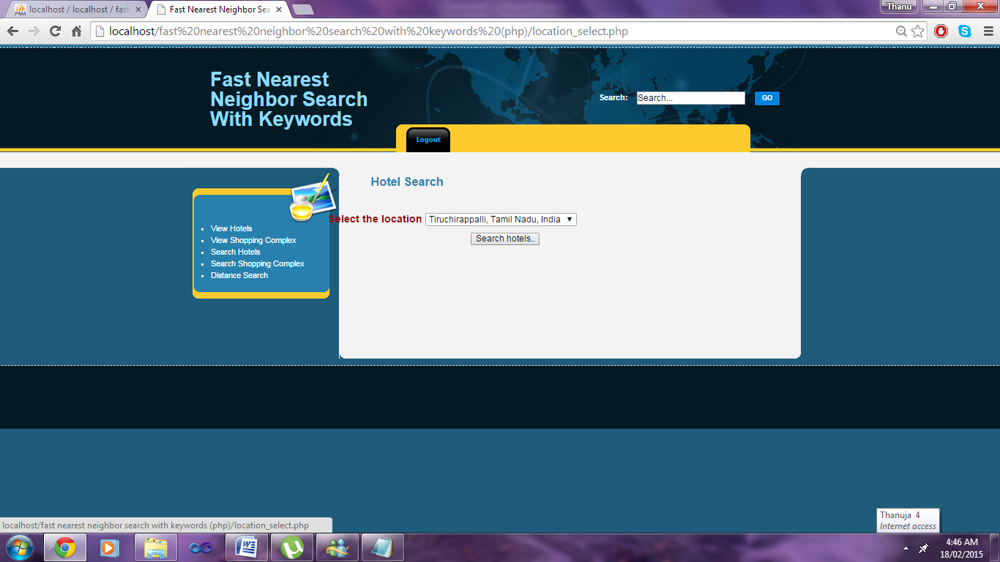 localhost / localhost / fast
Fast Nearest Neighbor Sea
Thanu
localhost/fast%20nearest%20neighbor%20search%20with%20keywords%20(php)/location_select.php
Fast Nearest
Neighbor Search
With Keywords
Search: Search... GO
Logout
Hotel Search
Select the location Tiruchirappalli, Tamil Nadu, India
Search hotels..
View Hotels
View Shopping Complex
Search Hotels
Search Shopping Complex
Distance Search
localhost/fast nearest neighbor search with keywords (php)/location_select.php
Thanuja 4
Internet access
4:46 AM
18/02/2015